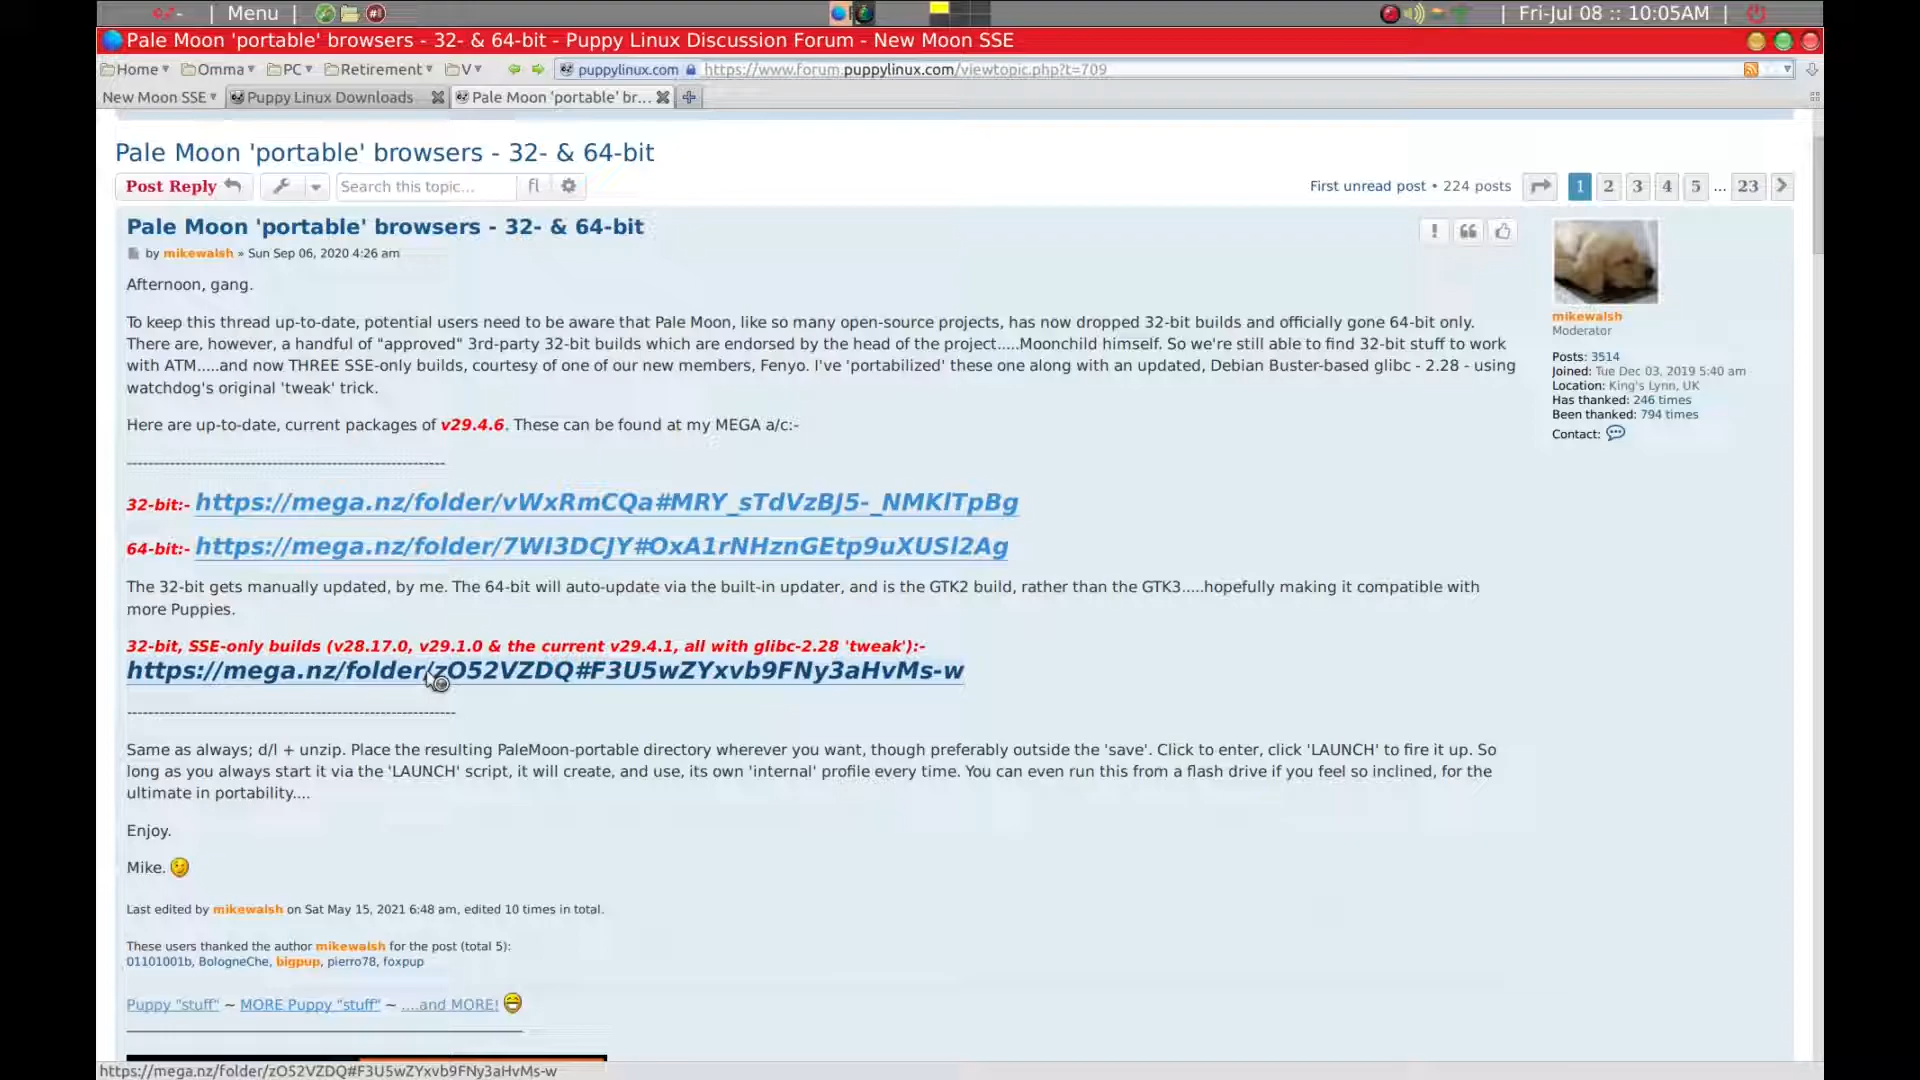 Menu
Fri-Jul 08 :: 10:05AM
Pale Moon 'portable' browsers - 32- & 64-bit - Puppy Linux Discussion Forum - New Moon SSE
Home Omma PC Retirement V puppylinux.com https://www.forum.puppylinux.com/viewtopic.php?t=709
New Moon SSE Puppy Linux Downloads Pale Moon 'portable' br...
Pale Moon 'portable' browsers - 32- & 64-bit
Post Reply Search this topic... First unread post • 224 posts 1 2 3 4 5 ... 23
Pale Moon 'portable' browsers - 32- & 64-bit
by mikewalsh » Sun Sep 06, 2020 4:26 am
Afternoon, gang.
To keep this thread up-to-date, potential users need to be aware that Pale Moon, like so many open-source projects, has now dropped 32-bit builds and officially gone 64-bit only.
There are, however, a handful of "approved" 3rd-party 32-bit builds which are endorsed by the head of the project.....Moonchild himself. So we're still able to find 32-bit stuff to work
with ATM.....and now THREE SSE-only builds, courtesy of one of our new members, Fenyo. I've 'portabilized' these one along with an updated, Debian Buster-based glibc - 2.28 - using
watchdog's original 'tweak' trick.
Here are up-to-date, current packages of v29.4.6. These can be found at my MEGA a/c:-
----------------------------------------------------------
32-bit:- https://mega.nz/folder/vWxRmCQa#MRY_sTdVzBJ5-_NMKlTpBg
64-bit:- https://mega.nz/folder/7WI3DCJY#OxA1rNHznGEtp9uXUSl2Ag
The 32-bit gets manually updated, by me. The 64-bit will auto-update via the built-in updater, and is the GTK2 build, rather than the GTK3.....hopefully making it compatible with
more Puppies.
32-bit, SSE-only builds (v28.17.0, v29.1.0 & the current v29.4.1, all with glibc-2.28 'tweak'):-
https://mega.nz/folder/zO52VZDQ#F3U5wZYxvb9FNy3aHvMs-w
------------------------------------------------------------
Same as always; d/l + unzip. Place the resulting PaleMoon-portable directory wherever you want, though preferably outside the 'save'. Click to enter, click 'LAUNCH' to fire it up. So
long as you always start it via the 'LAUNCH' script, it will create, and use, its own 'internal' profile every time. You can even run this from a flash drive if you feel so inclined, for the
ultimate in portability....
Enjoy.
Mike.
Last edited by mikewalsh on Sat May 15, 2021 6:48 am, edited 10 times in total.
These users thanked the author mikewalsh for the post (total 5):
01101001b, BologneChe, bigpup, pierro78, foxpup
Puppy "stuff" ~ MORE Puppy "stuff" ~ ....and MORE!
mikewalsh
Moderator
Posts: 3514
Joined: Tue Dec 03, 2019 5:40 am
Location: King's Lynn, UK
Has thanked: 246 times
Been thanked: 794 times
Contact:
https://mega.nz/folder/zO52VZDQ#F3U5wZYxvb9FNy3aHvMs-w